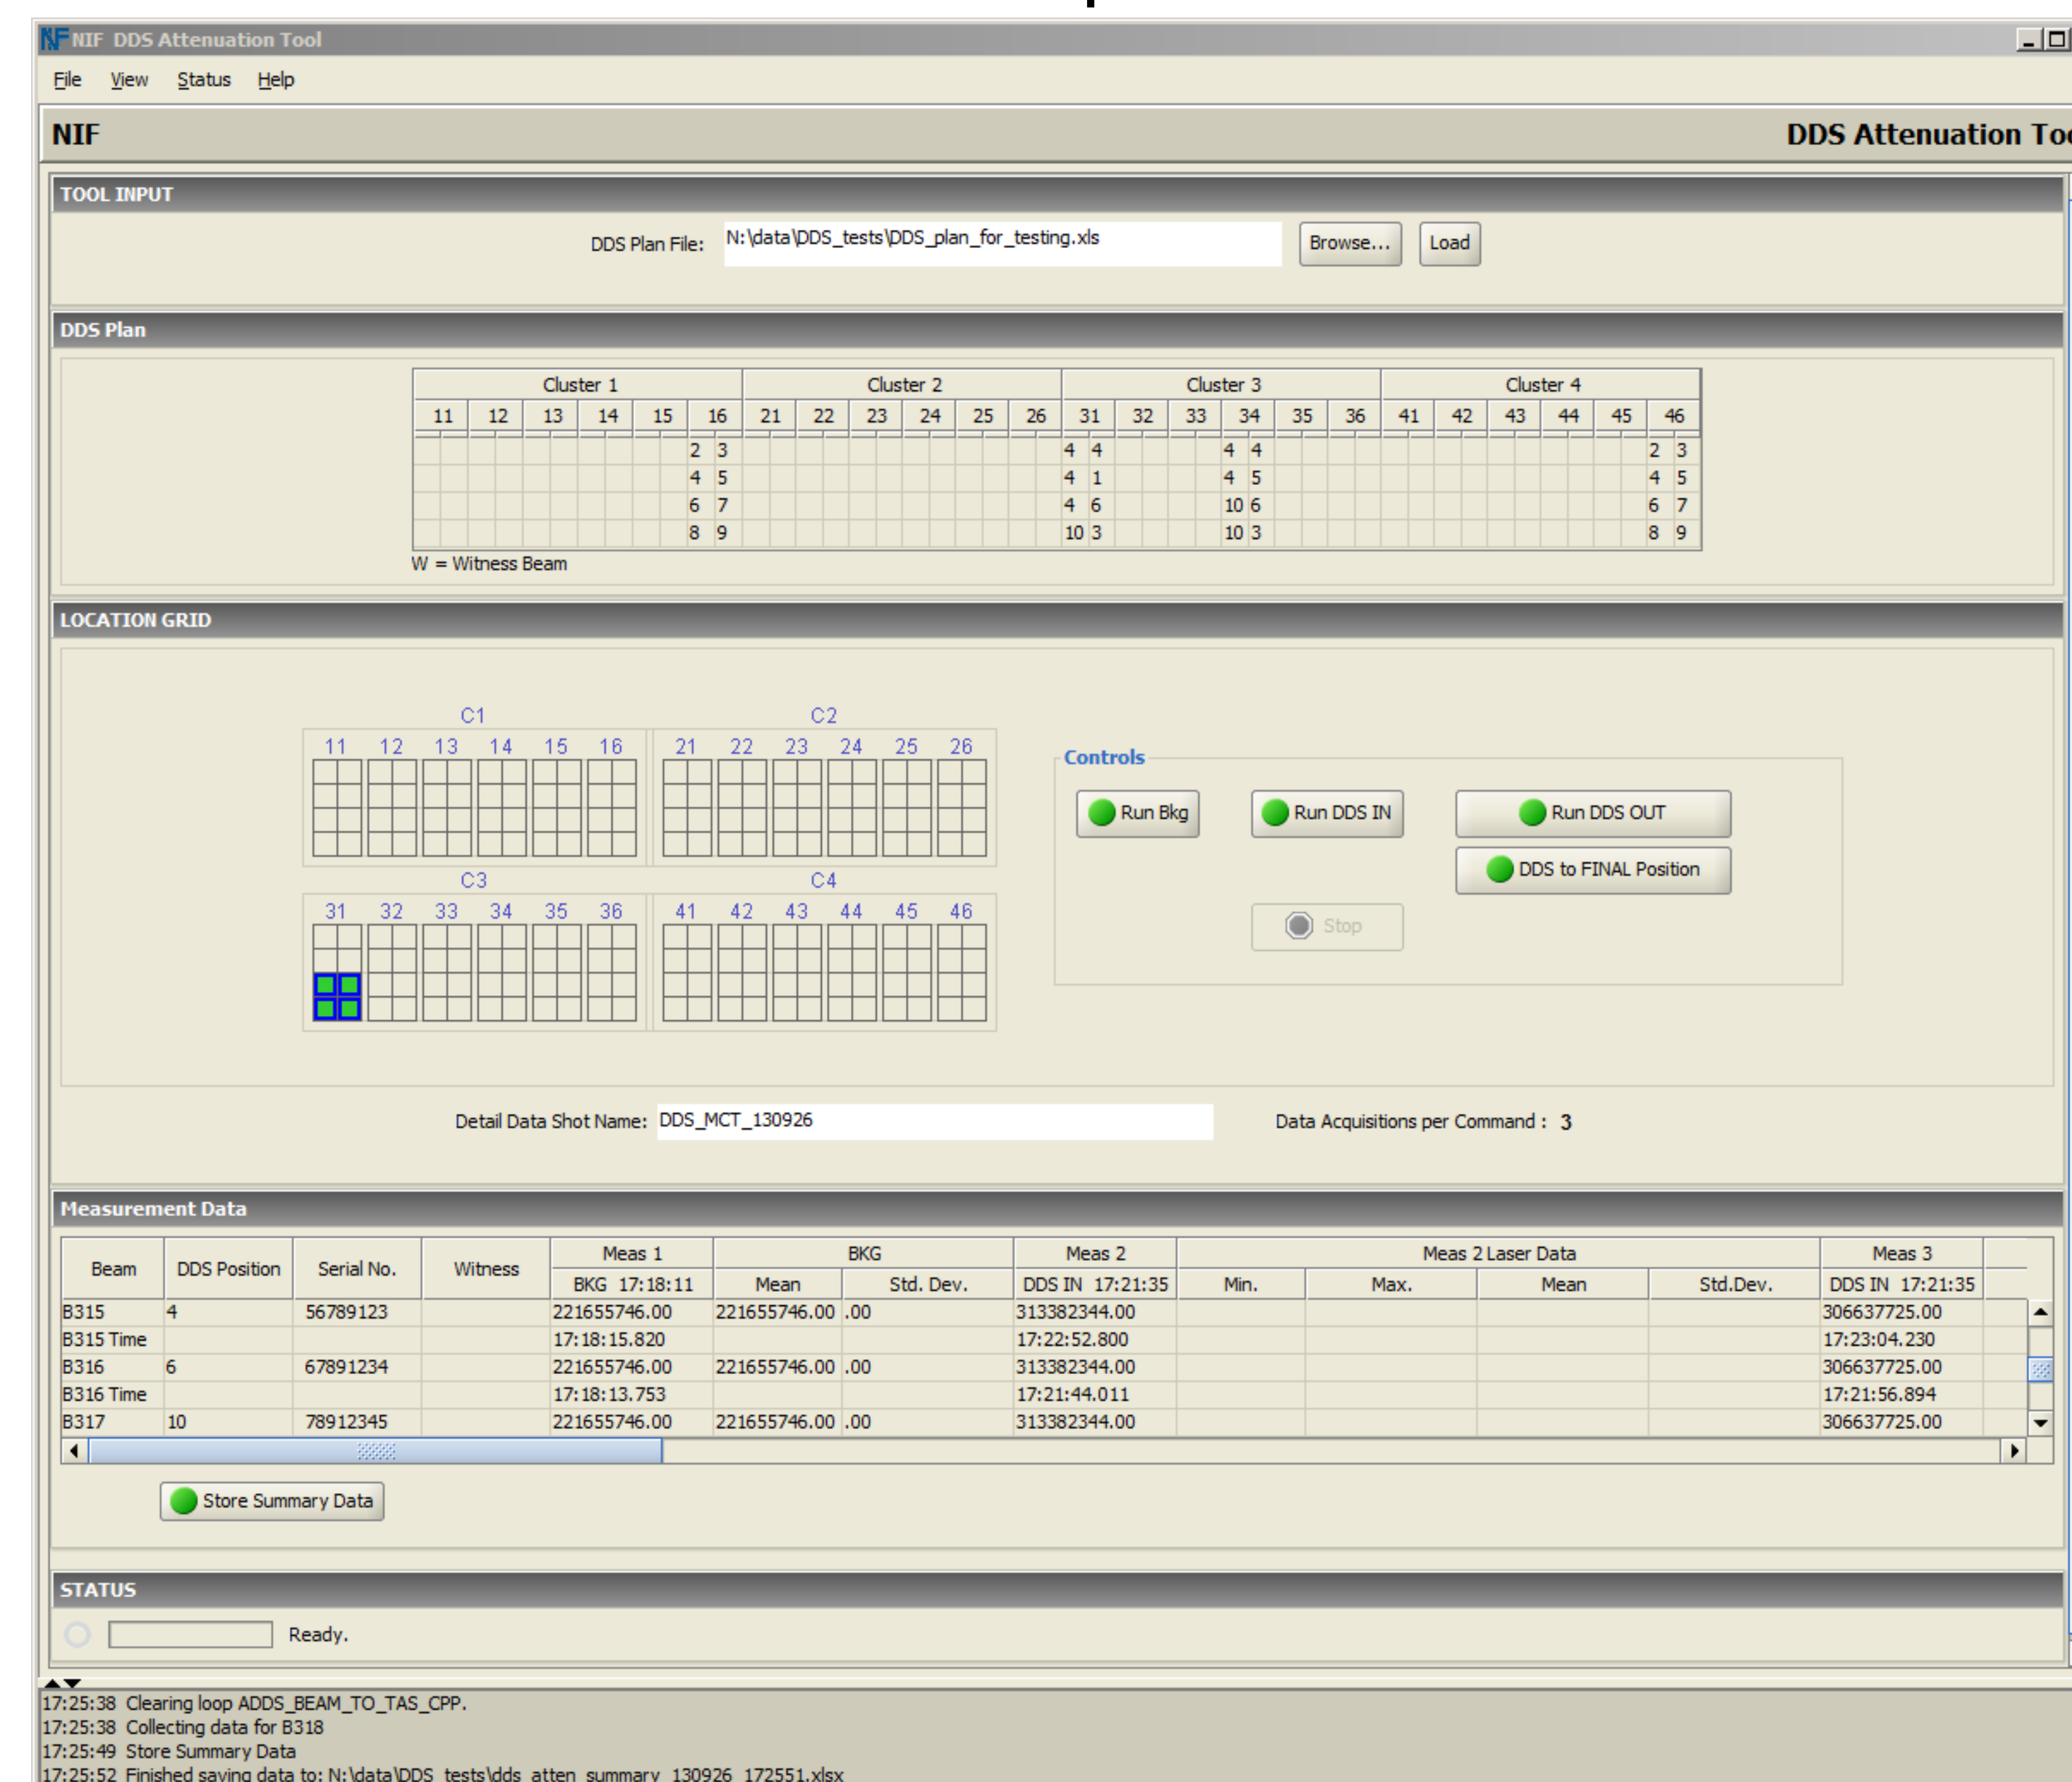 NIF DDS Attenuation Tool
File View Status Help
NIF DDS Attenuation Too
TOOL INPUT
DDS Plan File: N:\data\DDS_tests\DDS_plan_for_testing.xls Browse... Load
DDS Plan
Cluster 1 Cluster 2 Cluster 3 Cluster 4
11 12 13 14 15 16 21 22 23 24 25 26 31 32 33 34 35 36 41 42 43 44 45 46
2 3 4 4 4 4 2 3
4 5 4 1 4 5 4 5
6 7 4 6 10 6 6 7
8 9 10 3 10 3 8 9
W = Witness Beam
LOCATION GRID
C1 C2
11 12 13 14 15 16 21 22 23 24 25 26
C3 C4
31 32 33 34 35 36 41 42 43 44 45 46
Controls
Run Bkg Run DDS IN Run DDS OUT
DDS to FINAL Position
Stop
Detail Data Shot Name: DDS_MCT_130926 Data Acquisitions per Command : 3
Measurement Data
Beam DDS Position Serial No. Witness Meas 1 BKG Meas 2 Meas 2 Laser Data Meas 3
BKG 17:18:11 Mean Std. Dev. DDS IN 17:21:35 Min. Max. Mean Std.Dev. DDS IN 17:21:35
B315 4 56789123 221655746.00 221655746.00 .00 313382344.00 306637725.00
B315 Time 17:18:15.820 17:22:52.800 17:23:04.230
B316 6 67891234 221655746.00 221655746.00 .00 313382344.00 306637725.00
B316 Time 17:18:13.753 17:21:44.011 17:21:56.894
B317 10 78912345 221655746.00 221655746.00 .00 313382344.00 306637725.00
Store Summary Data
STATUS
Ready.
17:25:38 Clearing loop ADDS_BEAM_TO_TAS_CPP.
17:25:38 Collecting data for B318
17:25:49 Store Summary Data
17:25:52 Finished saving data to: N:\data\DDS_tests\dds_atten_summary_130926_172551.xlsx